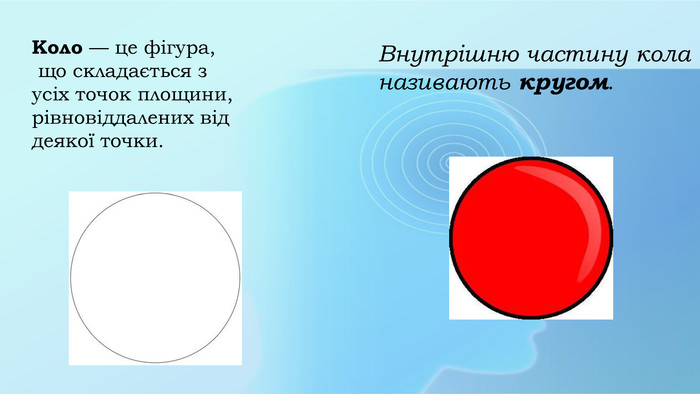 Коло — це фігура,
що складається з
усіх точок площини,
рівновіддалених від
деякої точки.
Внутрішню частину кола
називають кругом.